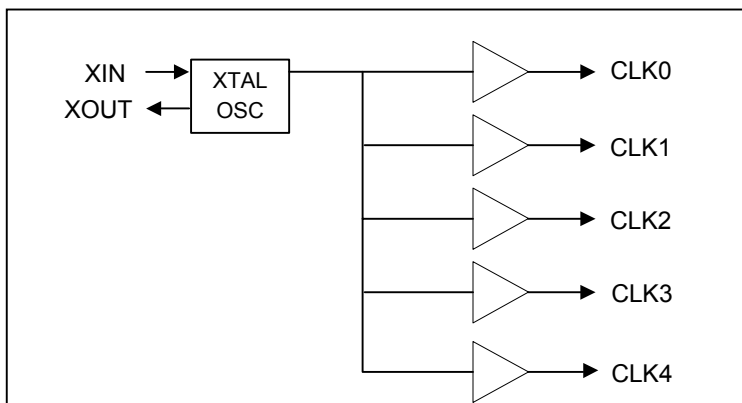 XIN
XOUT
XTAL
OSC
CLK0
CLK1
CLK2
CLK3
CLK4